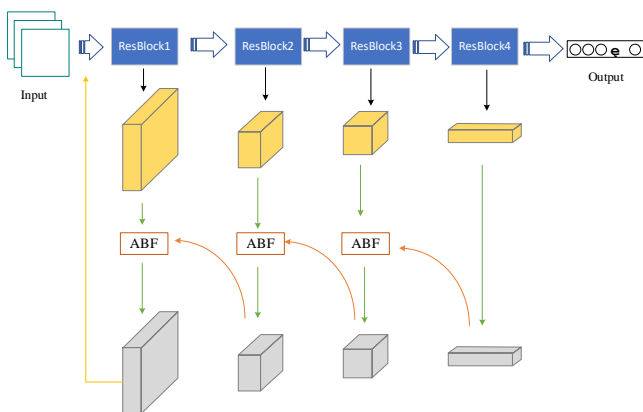 ResBlock1
ResBlock2
ResBlock3
ResBlock4
Input
Output
ABF
ABF
ABF